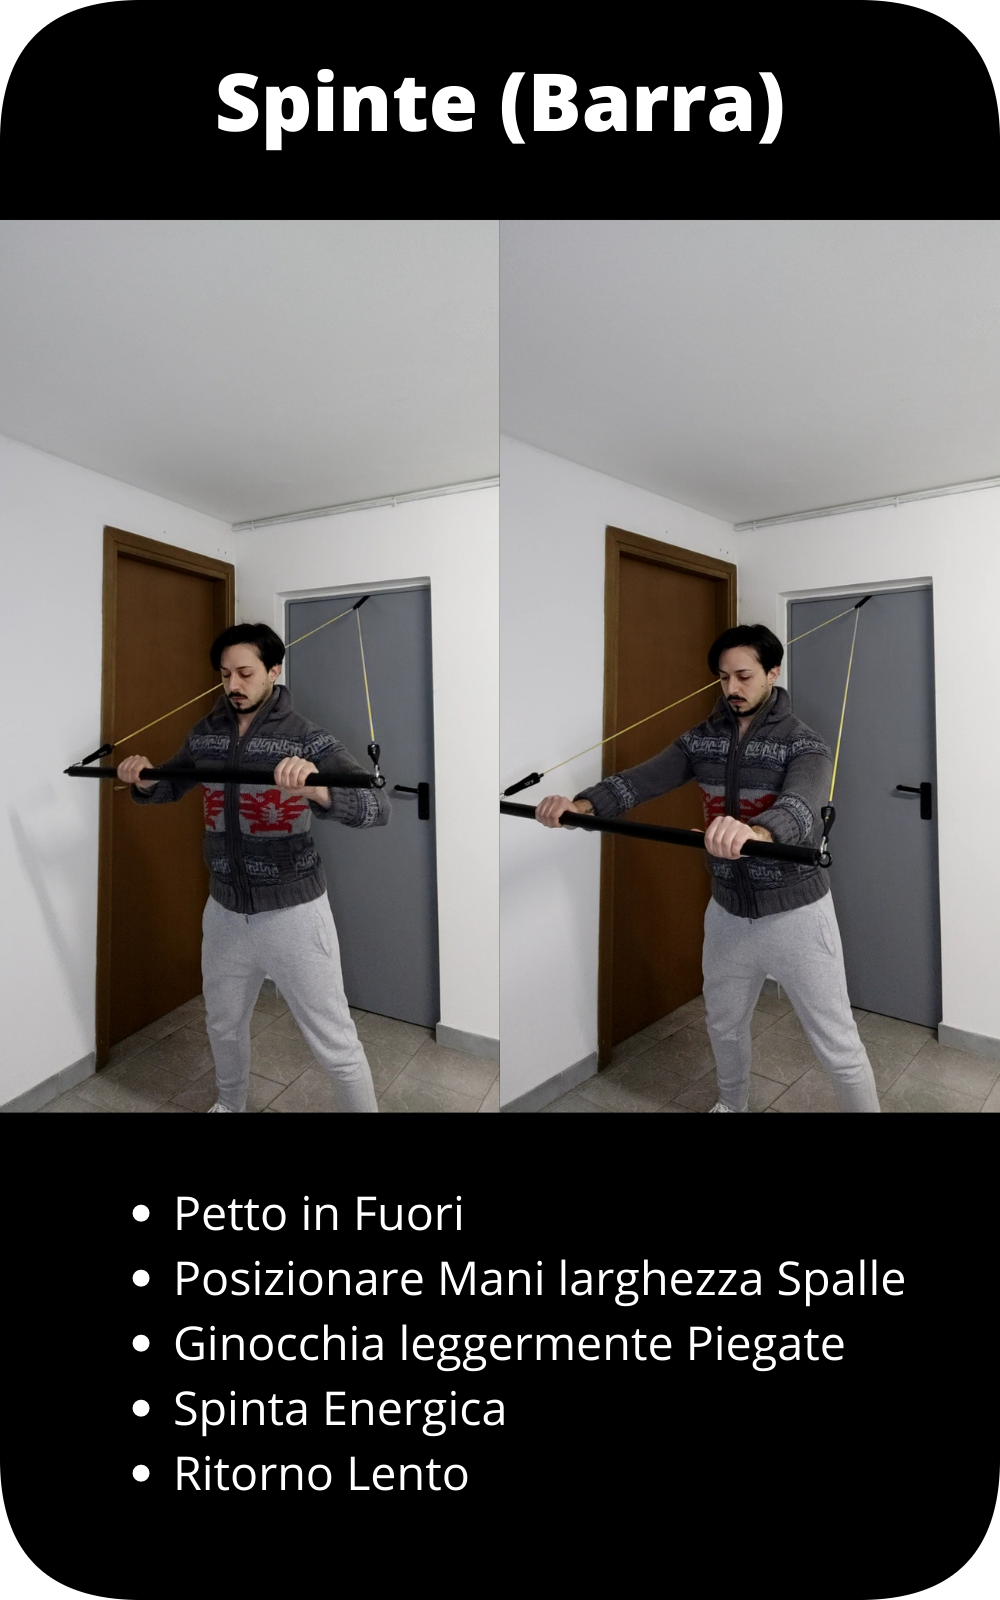 Spinte (Barra)
Petto in Fuori
Posizionare Mani larghezza Spalle
Ginocchia leggermente Piegate
Spinta Energica
Ritorno Lento